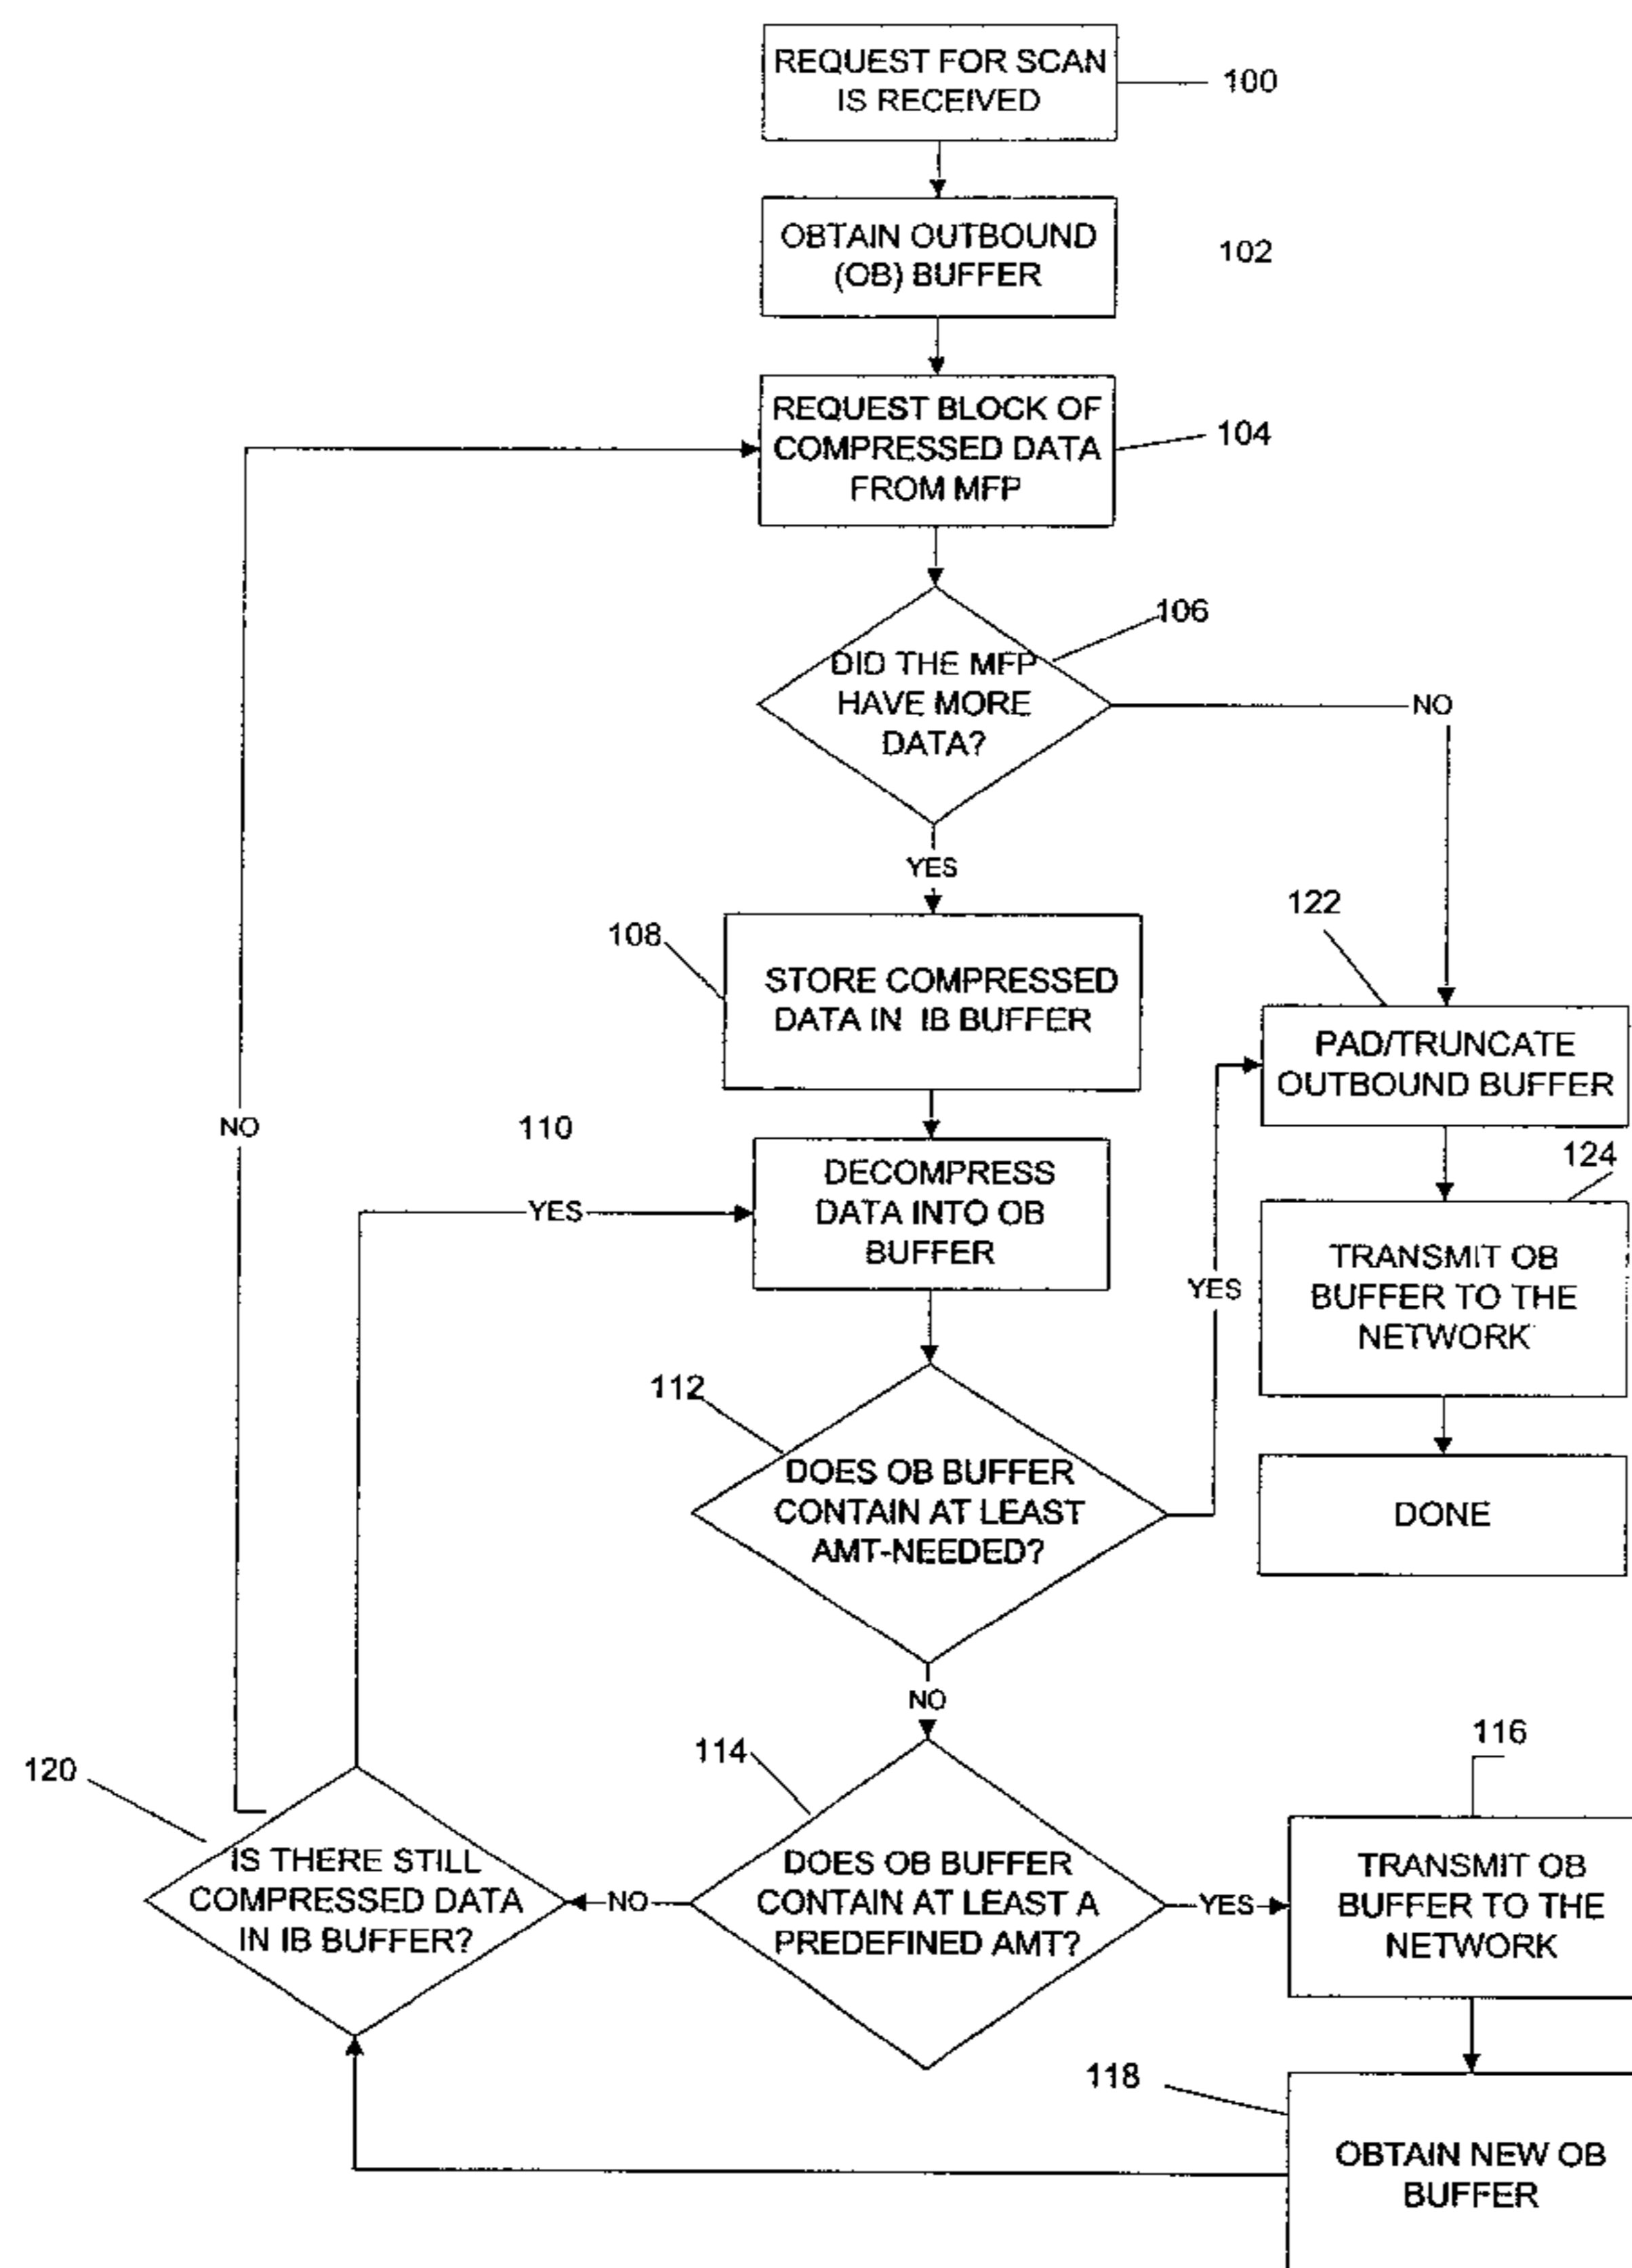 REQUEST FOR SCAN
IS RECEIVED
100
OBTAIN OUTBOUND
(OB) BUFFER
102
REQUEST BLOCK OF
COMPRESSED DATA
FROM MFP
104
106
DID THE MFP
HAVE MORE
DATA?
NO
YES
122
108
STORE COMPRESSED
DATA IN IB BUFFER
PAD/TRUNCATE
OUTBOUND BUFFER
NO
110
124
DECOMPRESS
DATA INTO OB
BUFFER
YES
YES
TRANSMIT OB
BUFFER TO THE
NETWORK
112
DOES OB BUFFER
CONTAIN AT LEAST
AMT-NEEDED?
DONE
NO
116
114
120
IS THERE STILL
COMPRESSED DATA
IN IB BUFFER?
NO
DOES OB BUFFER
CONTAIN AT LEAST A
PREDEFINED AMT?
YES
TRANSMIT OB
BUFFER TO THE
NETWORK
118
OBTAIN NEW OB
BUFFER